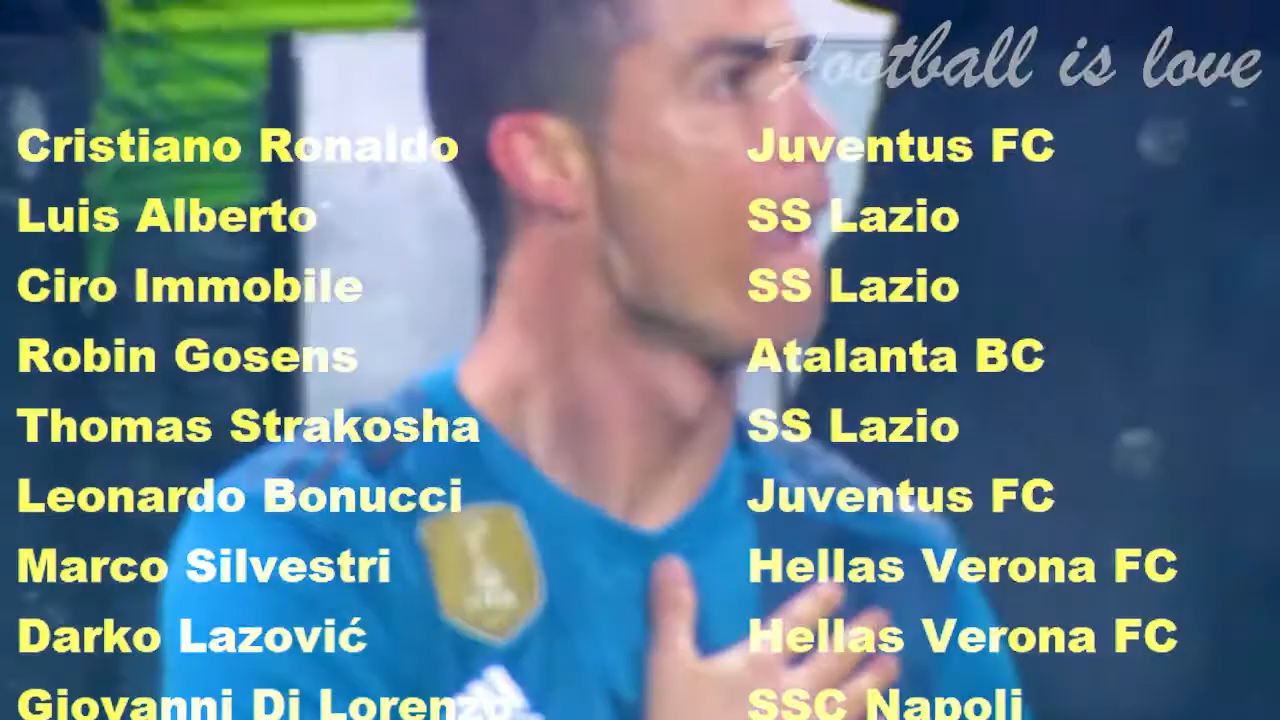 Football is love
Cristiano Ronaldo Juventus FC
Luis Alberto SS Lazio
Ciro Immobile SS Lazio
Robin Gosens Atalanta BC
Thomas Strakosha SS Lazio
Leonardo Bonucci Juventus FC
Marco Silvestri Hellas Verona FC
Darko Lazović Hellas Verona FC
Giovanni Di Lorenzo SSC Napoli